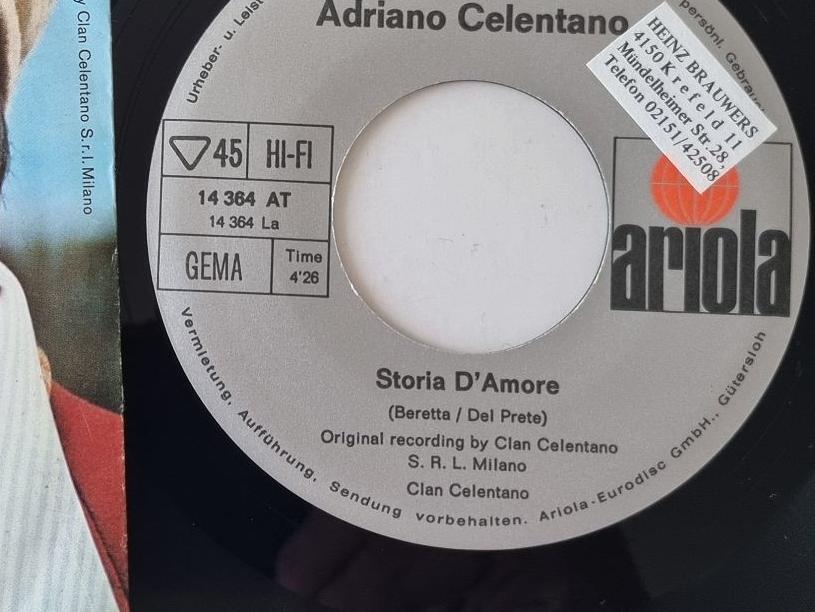 y Clan Celentano S.r.l. Milano
Urheber- u. Leist
Adriano Celentano
persönl. Gebrau
HEINZ BRAUWERS
4150 Krefeld 11
Mündelheimer Str. 28,
Telefon 02151/42508
45
HI-FI
14 364 AT
14 364 La
GEMA
Time
4'26
ariola
Storia D'Amore
(Beretta / Del Prete)
Original recording by Clan Celentano
S. R. L. Milano
Clan Celentano
Vermietung, Aufführung, Sendung vorbehalten. Ariola-Eurodisc GmbH., Gütersloh